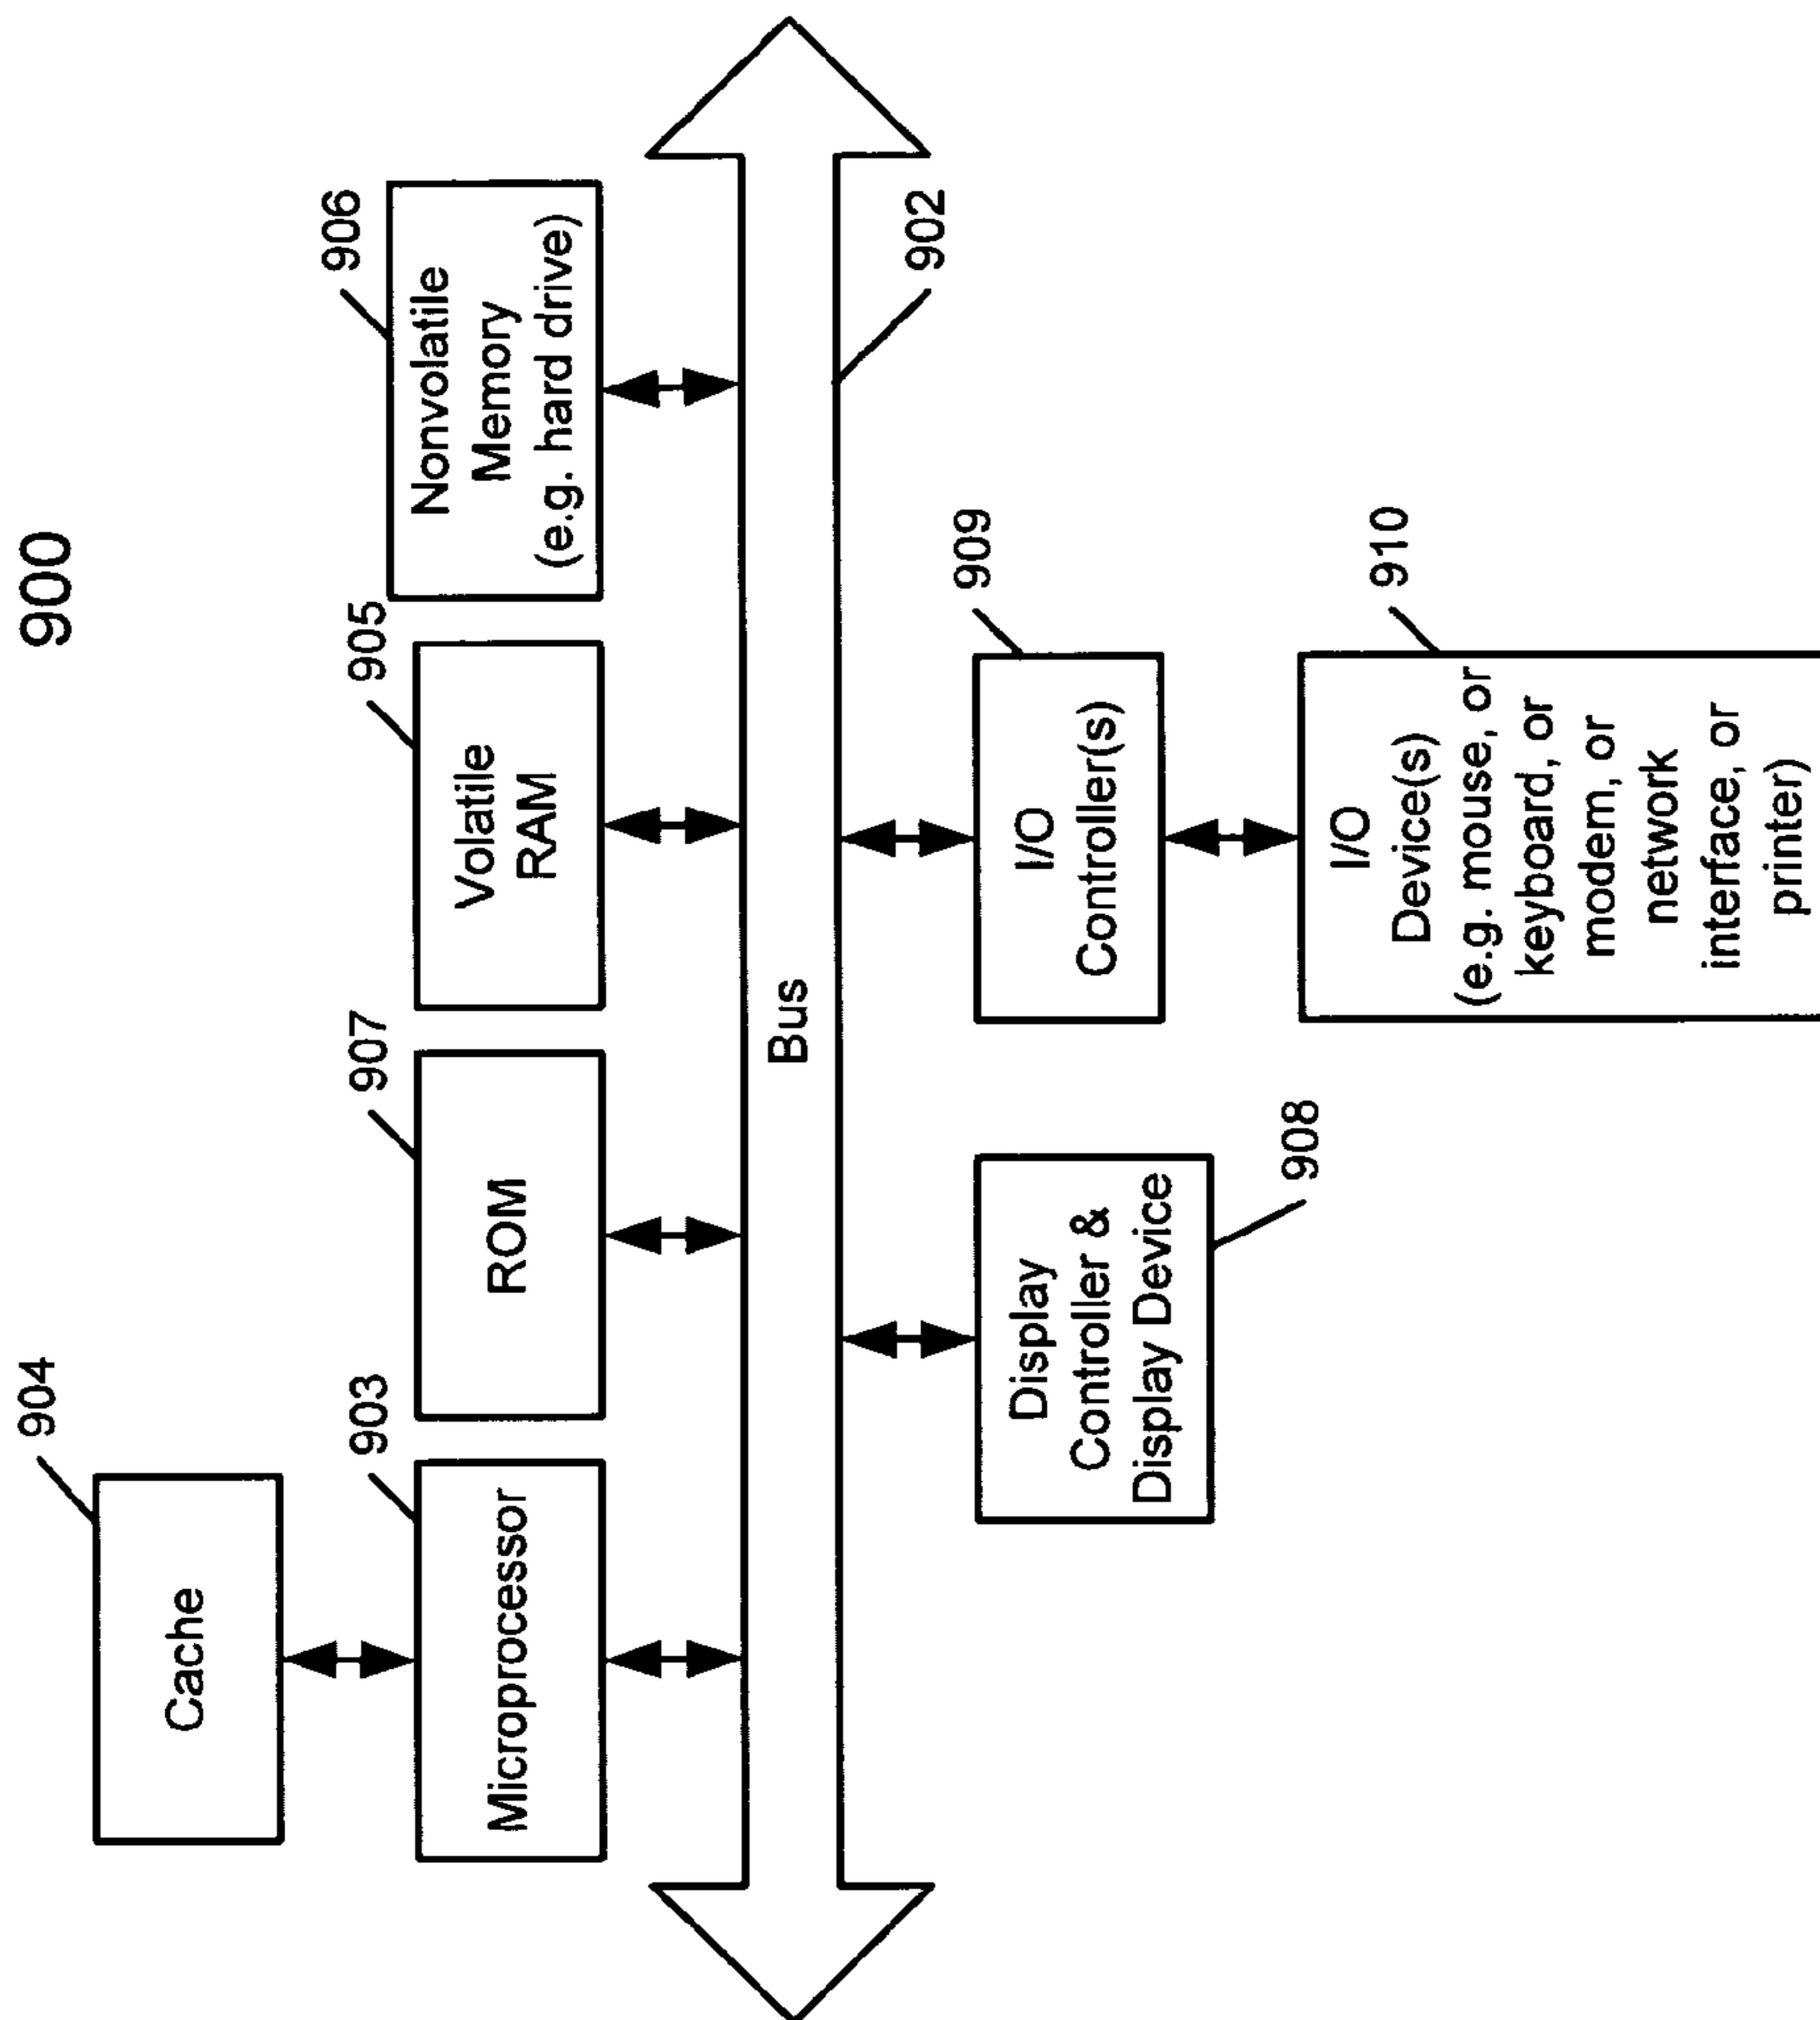 900
904
Cache
903
Microprocessor
907
ROM
905
Volatile
RAM
906
Nonvolatile
Memory
(e.g. hard drive)
Bus
902
Display
Controller &
Display Device
908
909
I/O
Controller(s)
910
I/O
Device(s)
(e.g. mouse, or
keyboard, or
modem, or
network
interface, or
printer)